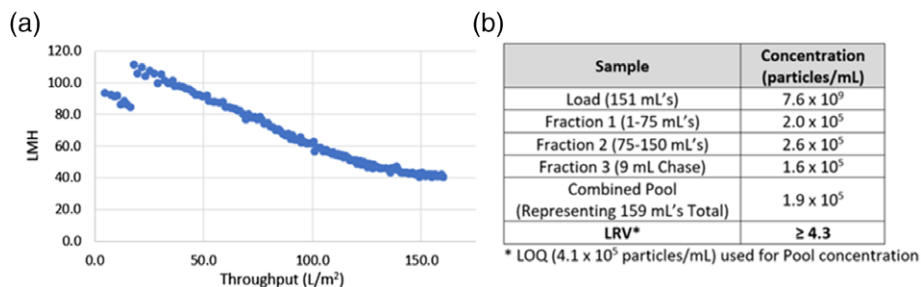 (a)
LMH
120.0
100.0
80.0
60.0
40.0
20.0
0.0
0.0 50.0 100.0 150.0
Throughput (L/m²)
(b)
Sample Concentration (particles/mL)
Load (151 mL's) 7.6 x 10⁹
Fraction 1 (1-75 mL's) 2.0 x 10⁵
Fraction 2 (75-150 mL's) 2.6 x 10⁵
Fraction 3 (9 mL Chase) 1.6 x 10⁵
Combined Pool
(Representing 159 mL's Total) 1.9 x 10⁵
LRV* ≥ 4.3
* LOQ (4.1 x 10⁵ particles/mL) used for Pool concentration